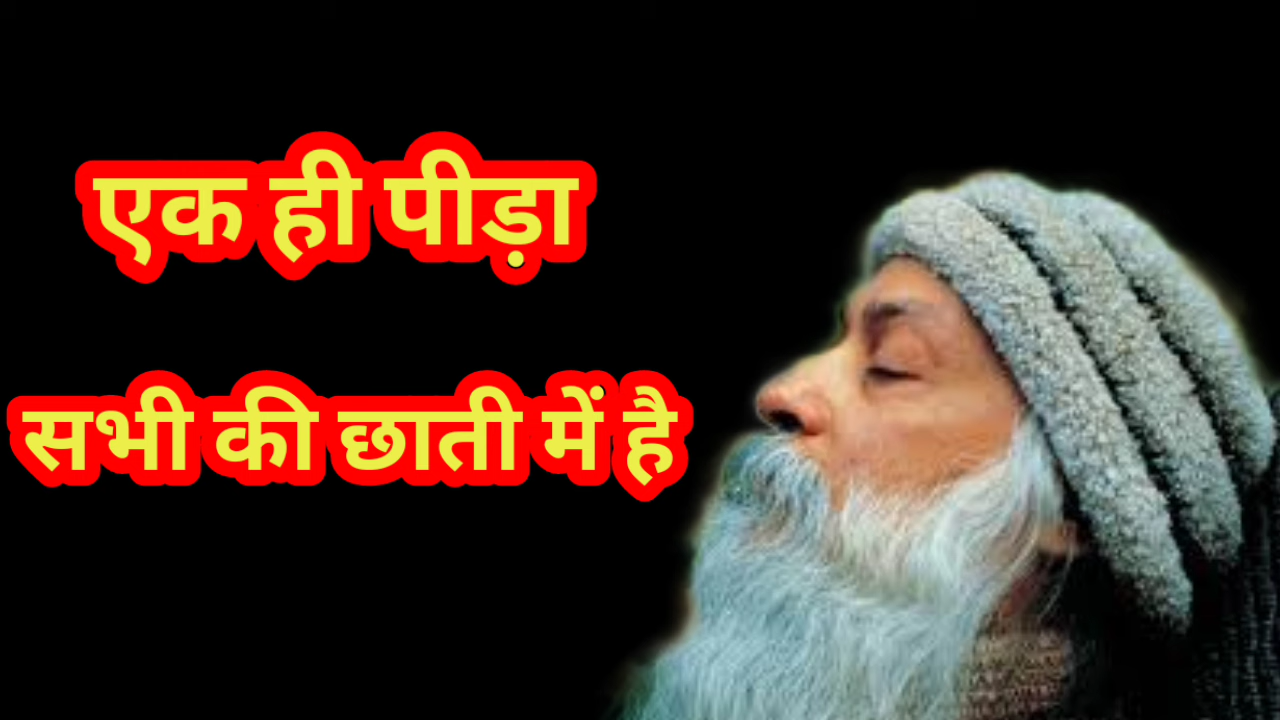 एक ही पीड़ा
सभी की छाती में है